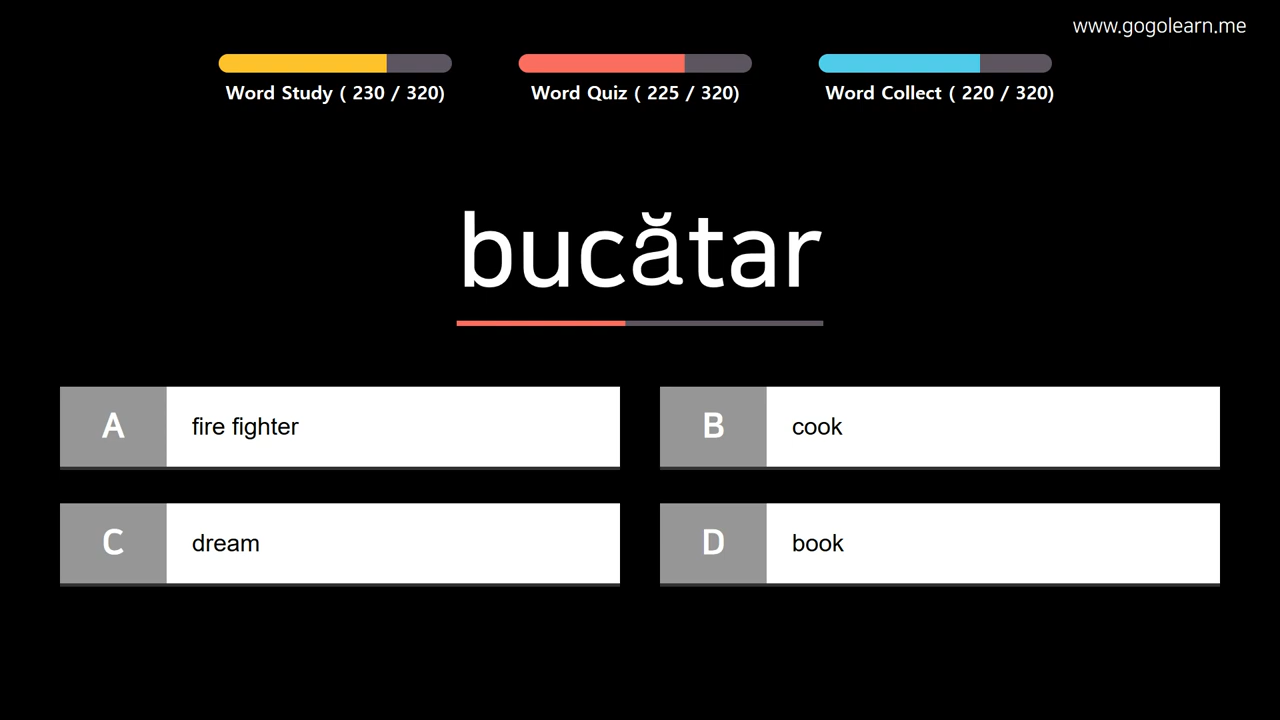 www.gogolearn.me
Word Study ( 230 / 320)
Word Quiz ( 225 / 320)
Word Collect ( 220 / 320)
bucătar
A fire fighter
B cook
C dream
D book